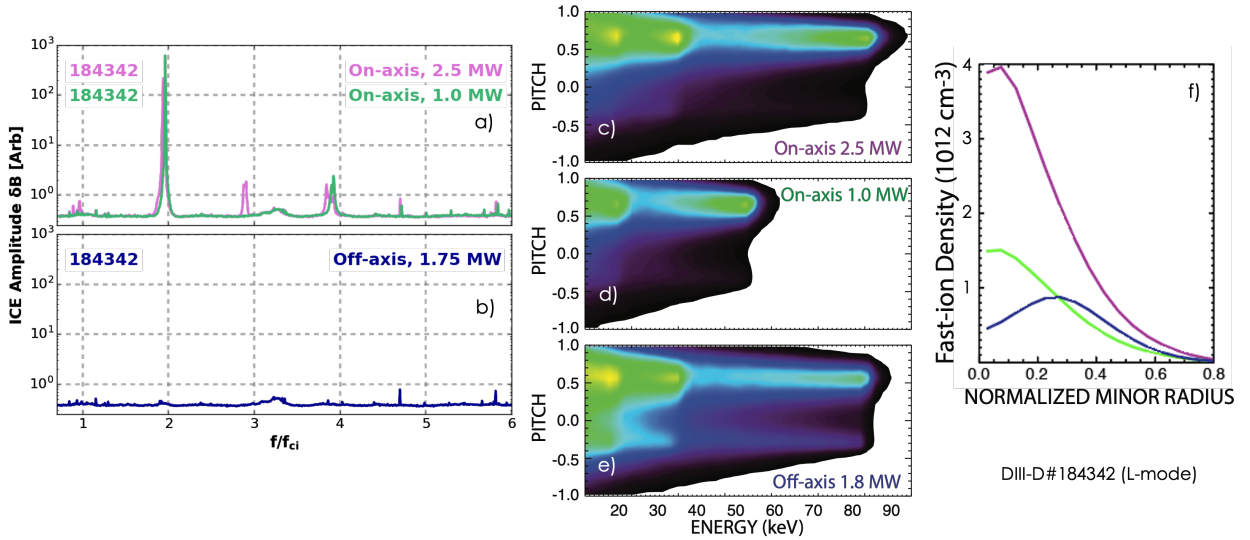 10³
10²
10¹
10⁰
184342
184342
On-axis, 2.5 MW
On-axis, 1.0 MW
a)
10³
10²
10¹
10⁰
184342
Off-axis, 1.75 MW
b)
1 2 3 4 5 6
f/f_ci
ICE Amplitude δB [Arb]
1.0
0.5
0.0
-0.5
-1.0
PITCH
c)
On-axis 2.5 MW
1.0
0.5
0.0
-0.5
-1.0
PITCH
d)
On-axis 1.0 MW
1.0
0.5
0.0
-0.5
-1.0
PITCH
e)
Off-axis 1.8 MW
20 30 40 50 60 70 80 90
ENERGY (keV)
4
3
2
1
Fast-ion Density (10¹² cm-3)
f)
0.0 0.2 0.4 0.6 0.8
NORMALIZED MINOR RADIUS
DIII-D#184342 (L-mode)